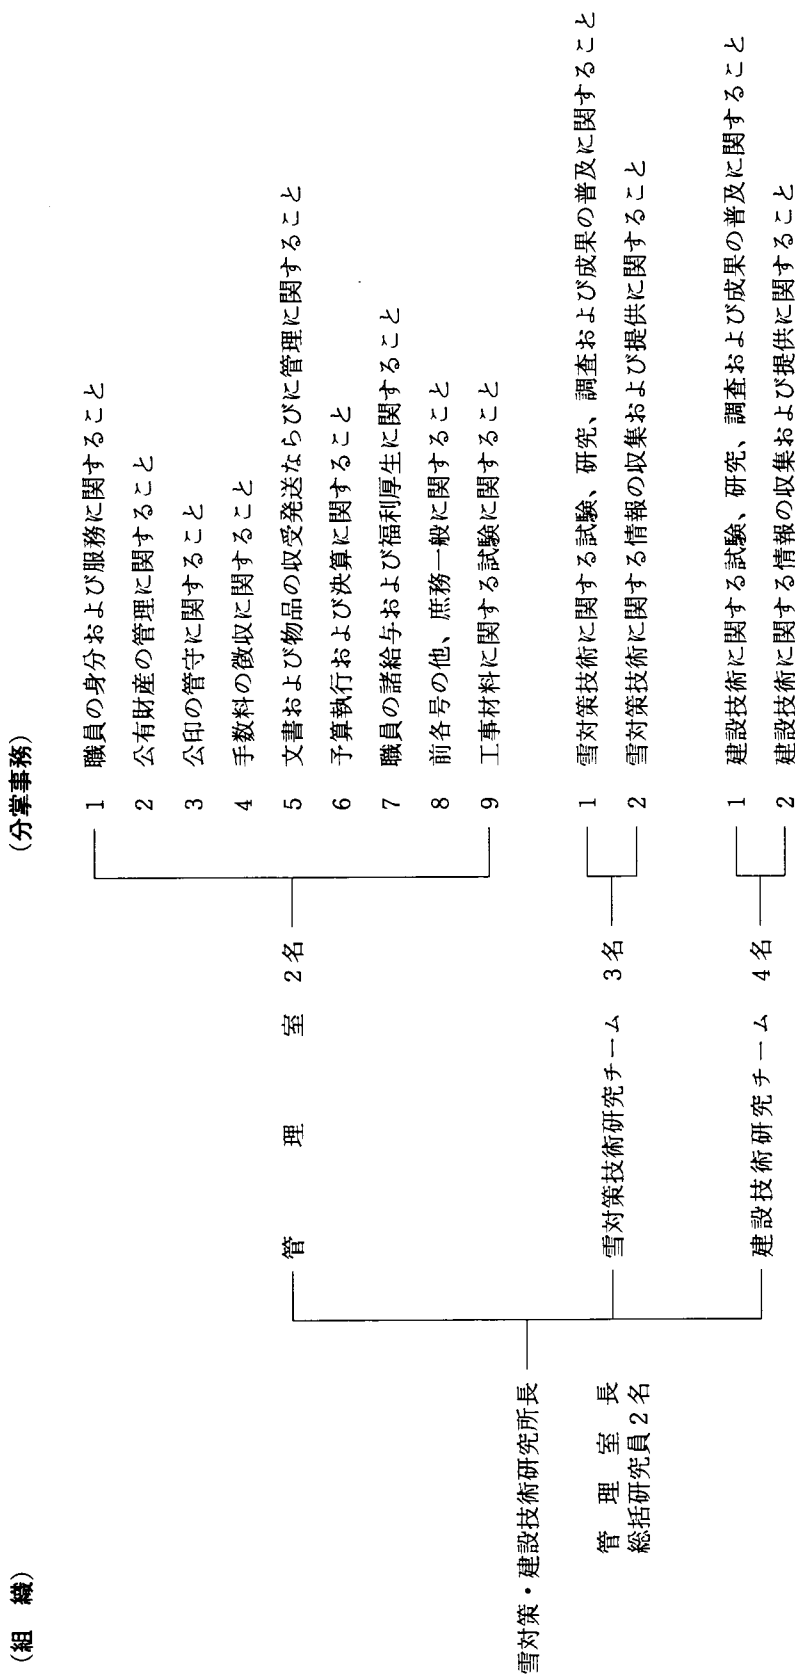 (組　織)
(分掌事務)
雪対策・建設技術研究所長
管　理　室　長
総括研究員2名
管　理　室　2名
1　職員の身分および服務に関すること
2　公有財産の管理に関すること
3　公印の管守に関すること
4　手数料の徴収に関すること
5　文書および物品の収受発送ならびに管理に関すること
6　予算執行および決算に関すること
7　職員の諸給与および福利厚生に関すること
8　前各号の他、庶務一般に関すること
9　工事材料に関する試験に関すること
雪対策技術研究チーム　3名
1　雪対策技術に関する試験、研究、調査および成果の普及に関すること
2　雪対策技術に関する情報の収集および提供に関すること
建設技術研究チーム　4名
1　建設技術に関する試験、研究、調査および成果の普及に関すること
2　建設技術に関する情報の収集および提供に関すること